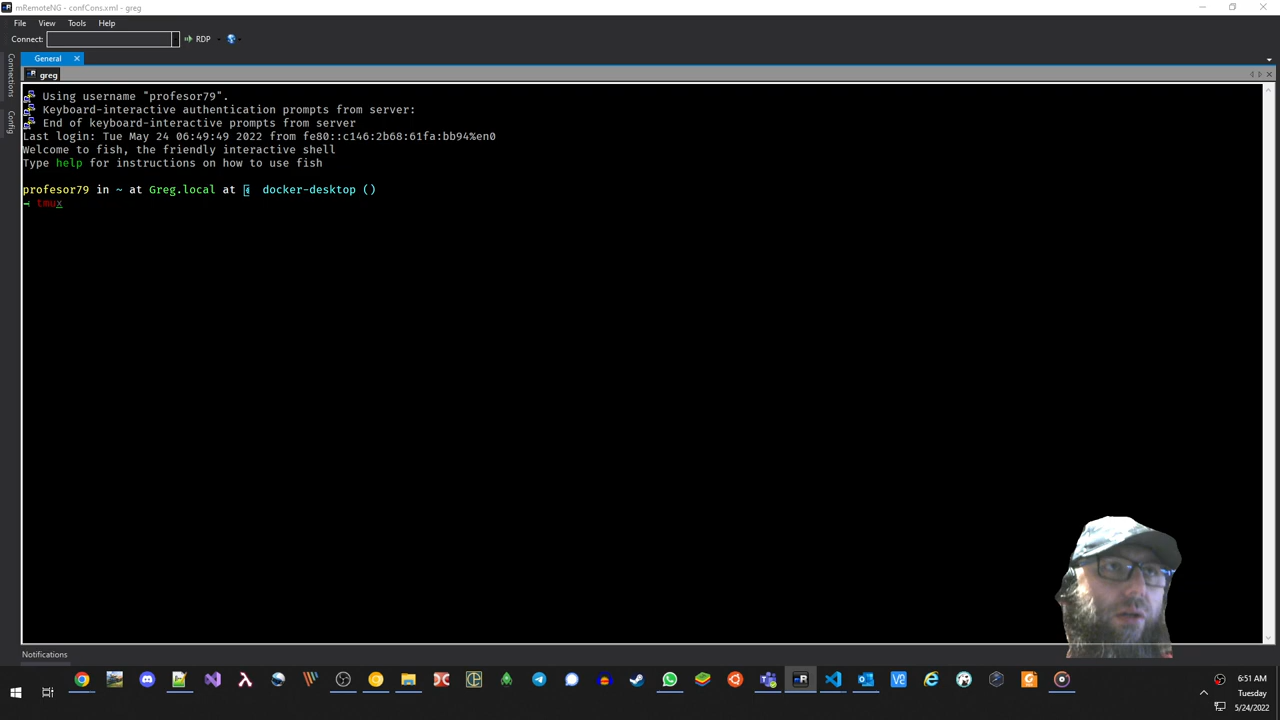 mRemoteNG - confCons.xml - greg
File View Tools Help
Connect: RDP
General
greg
Connections
Config
Using username "profesor79".
Keyboard-interactive authentication prompts from server:
End of keyboard-interactive prompts from server
Last login: Tue May 24 06:49:49 2022 from fe80::c146:2b68:61fa:bb94%en0
Welcome to fish, the friendly interactive shell
Type help for instructions on how to use fish
profesor79 in ~ at Greg.local at docker-desktop ()
tmux
Notifications
6:51 AM
Tuesday
5/24/2022